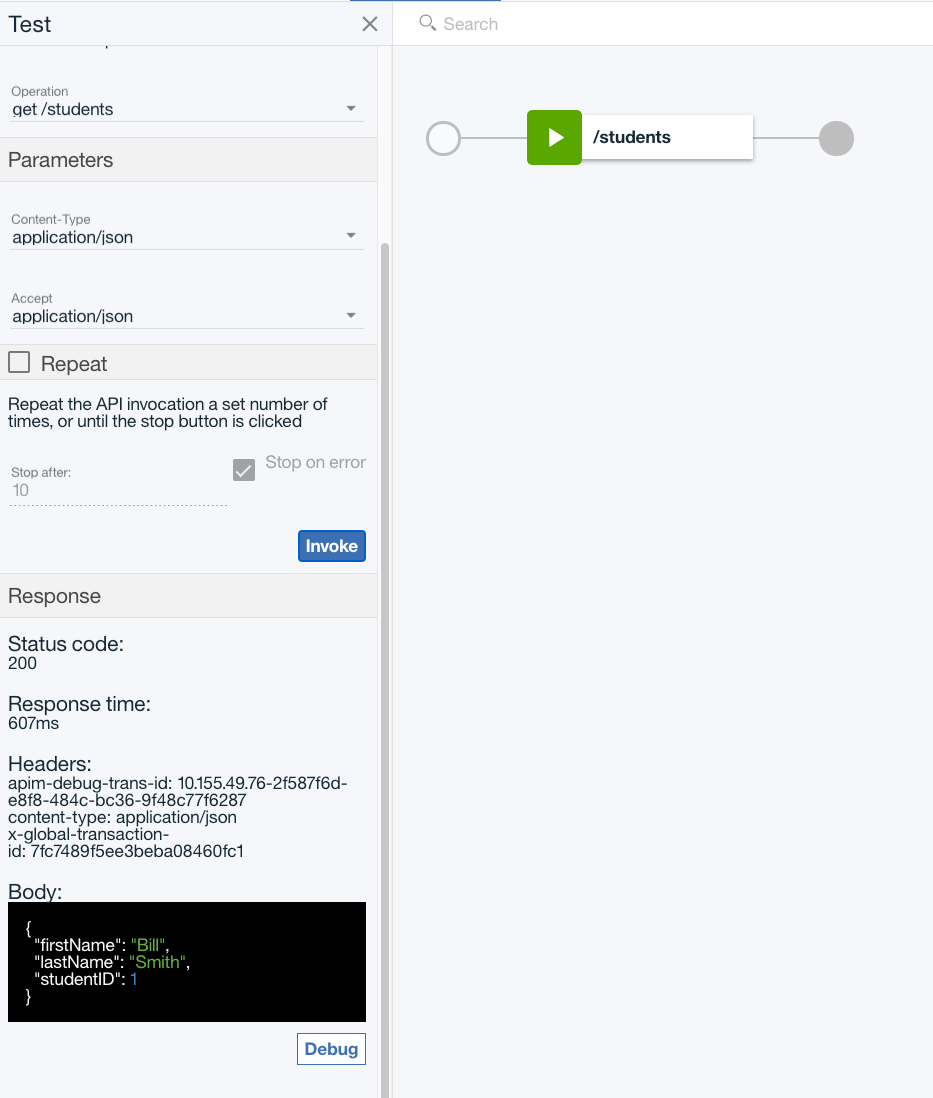 Test
Search
Operation
get /students
/students
Parameters
Content-Type
application/json
Accept
application/json
Repeat
Repeat the API invocation a set number of
times, or until the stop button is clicked
Stop after:
10
Stop on error
Invoke
Response
Status code:
200
Response time:
607ms
Headers:
apim-debug-trans-id: 10.155.49.76-2f587f6d-
e8f8-484c-bc36-9f48c77f6287
content-type: application/json
x-global-transaction-
id: 7fc7489f5ee3beba08460fc1
Body:
{
"firstName": "Bill",
"lastName": "Smith",
"studentID": 1
}
Debug